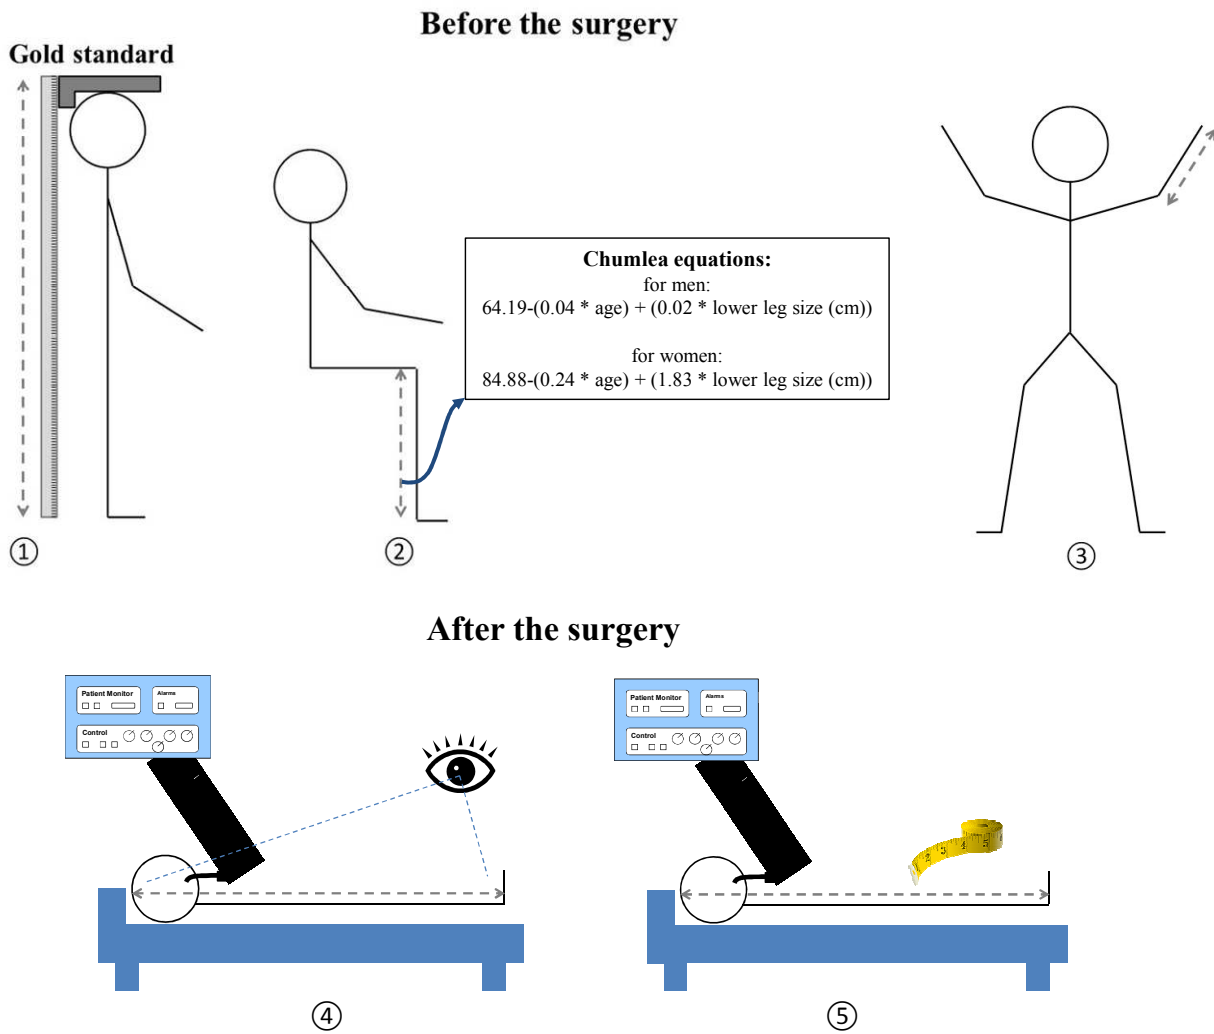 Before the surgery
Gold standard
Chumlea equations:
for men:
64.19-(0.04 * age) + (0.02 * lower leg size (cm))
for women:
84.88-(0.24 * age) + (1.83 * lower leg size (cm))
①
②
③
After the surgery
Patient Monitor
Alarms
Control
Patient Monitor
Alarms
Control
④
⑤